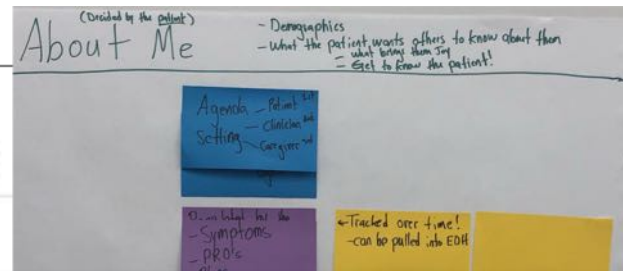 (Decided by the patient)
About Me
- Demographics
- What the patient wants others to know about them
- what brings them Joy
= Get to know the patient!
Agenda Setting
- Patient
- Clinician
- Caregiver
- Symptoms
- PRO's
←Tracked over time!
-can be pulled into EDH